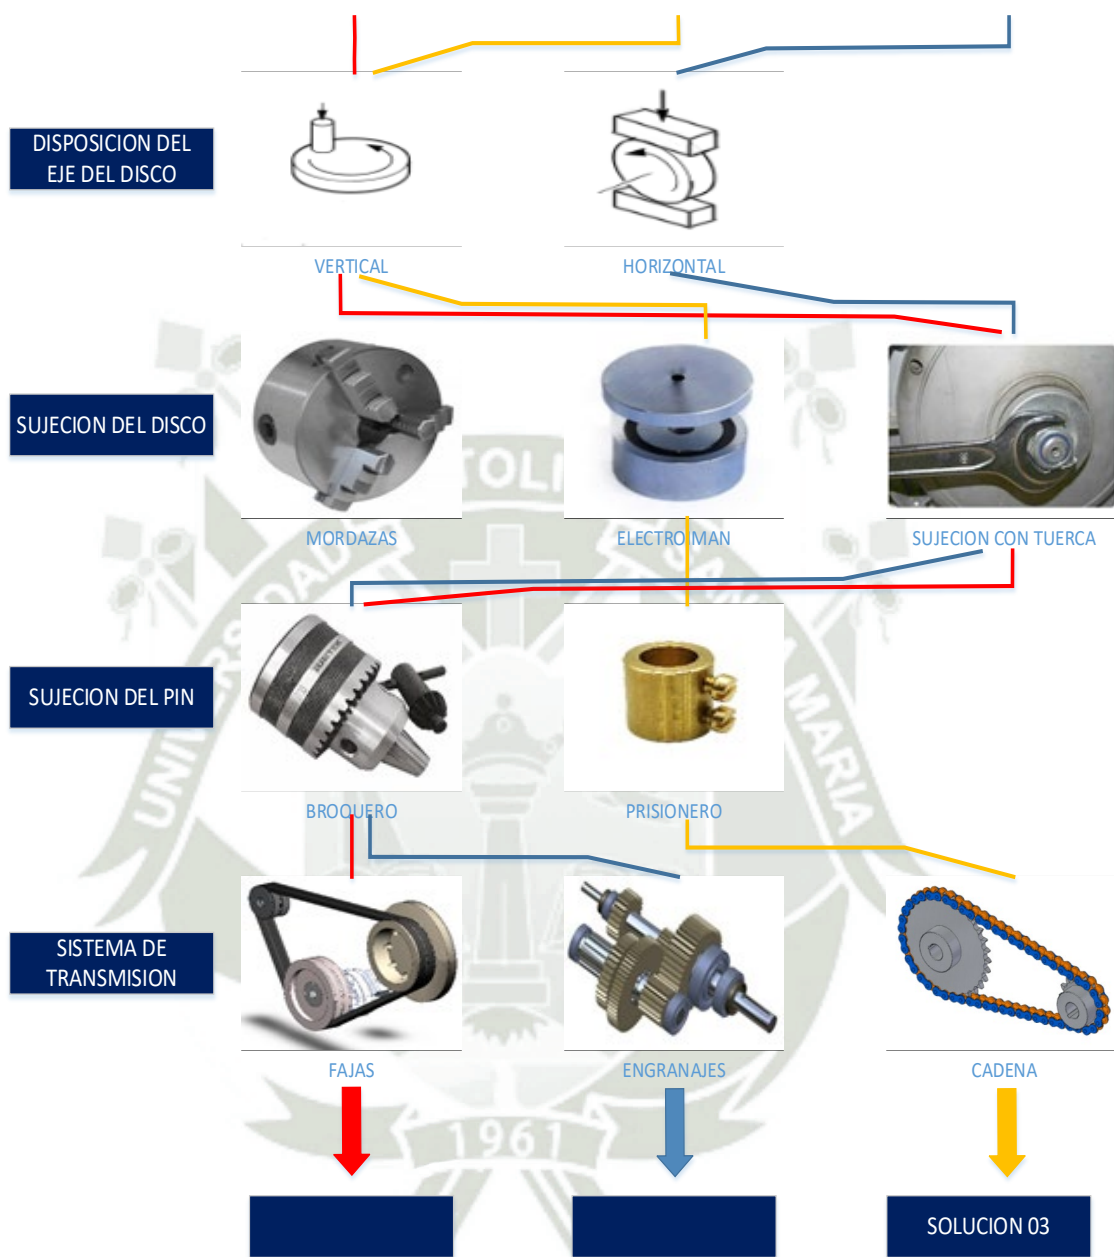 DISPOSICION DEL
EJE DEL DISCO
VERTICAL
HORIZONTAL
SUJECION DEL DISCO
MORDAZAS
ELECTROIMAN
SUJECION CON TUERCA
SUJECION DEL PIN
BROQUERO
PRISIONERO
SISTEMA DE
TRANSMISION
FAJAS
ENGRANAJES
CADENA
1961
SOLUCION 03